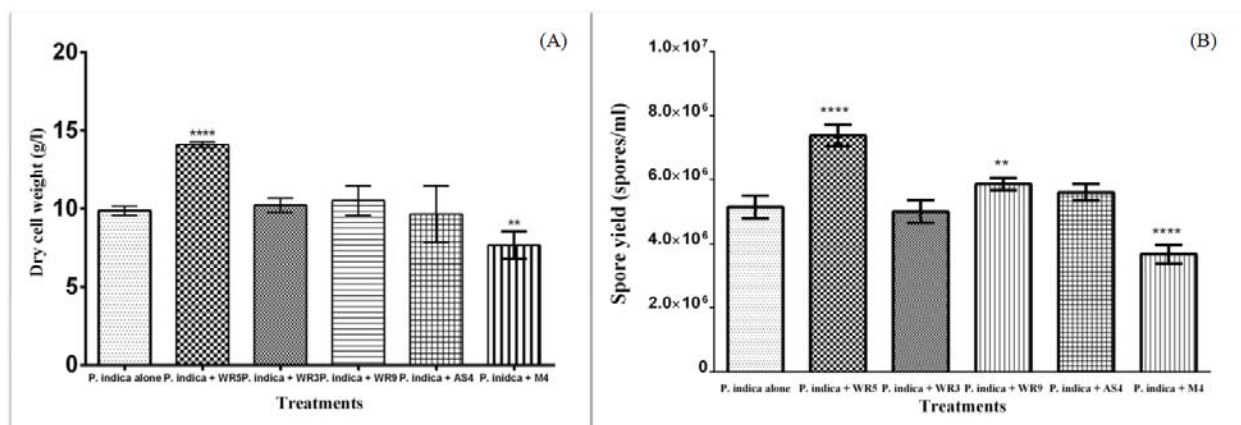 (A)
Dry cell weight (g/l)
20
15
10
5
0
****
**
P. indica alone P. indica + WR5 P. indica + WR3 P. indica + WR9 P. indica + AS4 P. inidca + M4
Treatments
(B)
Spore yield (spores/ml)
1.0×10⁷
8.0×10⁶
6.0×10⁶
4.0×10⁶
2.0×10⁶
0
****
**
****
P. indica alone P. indica + WR5 P. indica + WR3 P. indica + WR9 P. indica + AS4 P. indica + M4
Treatments